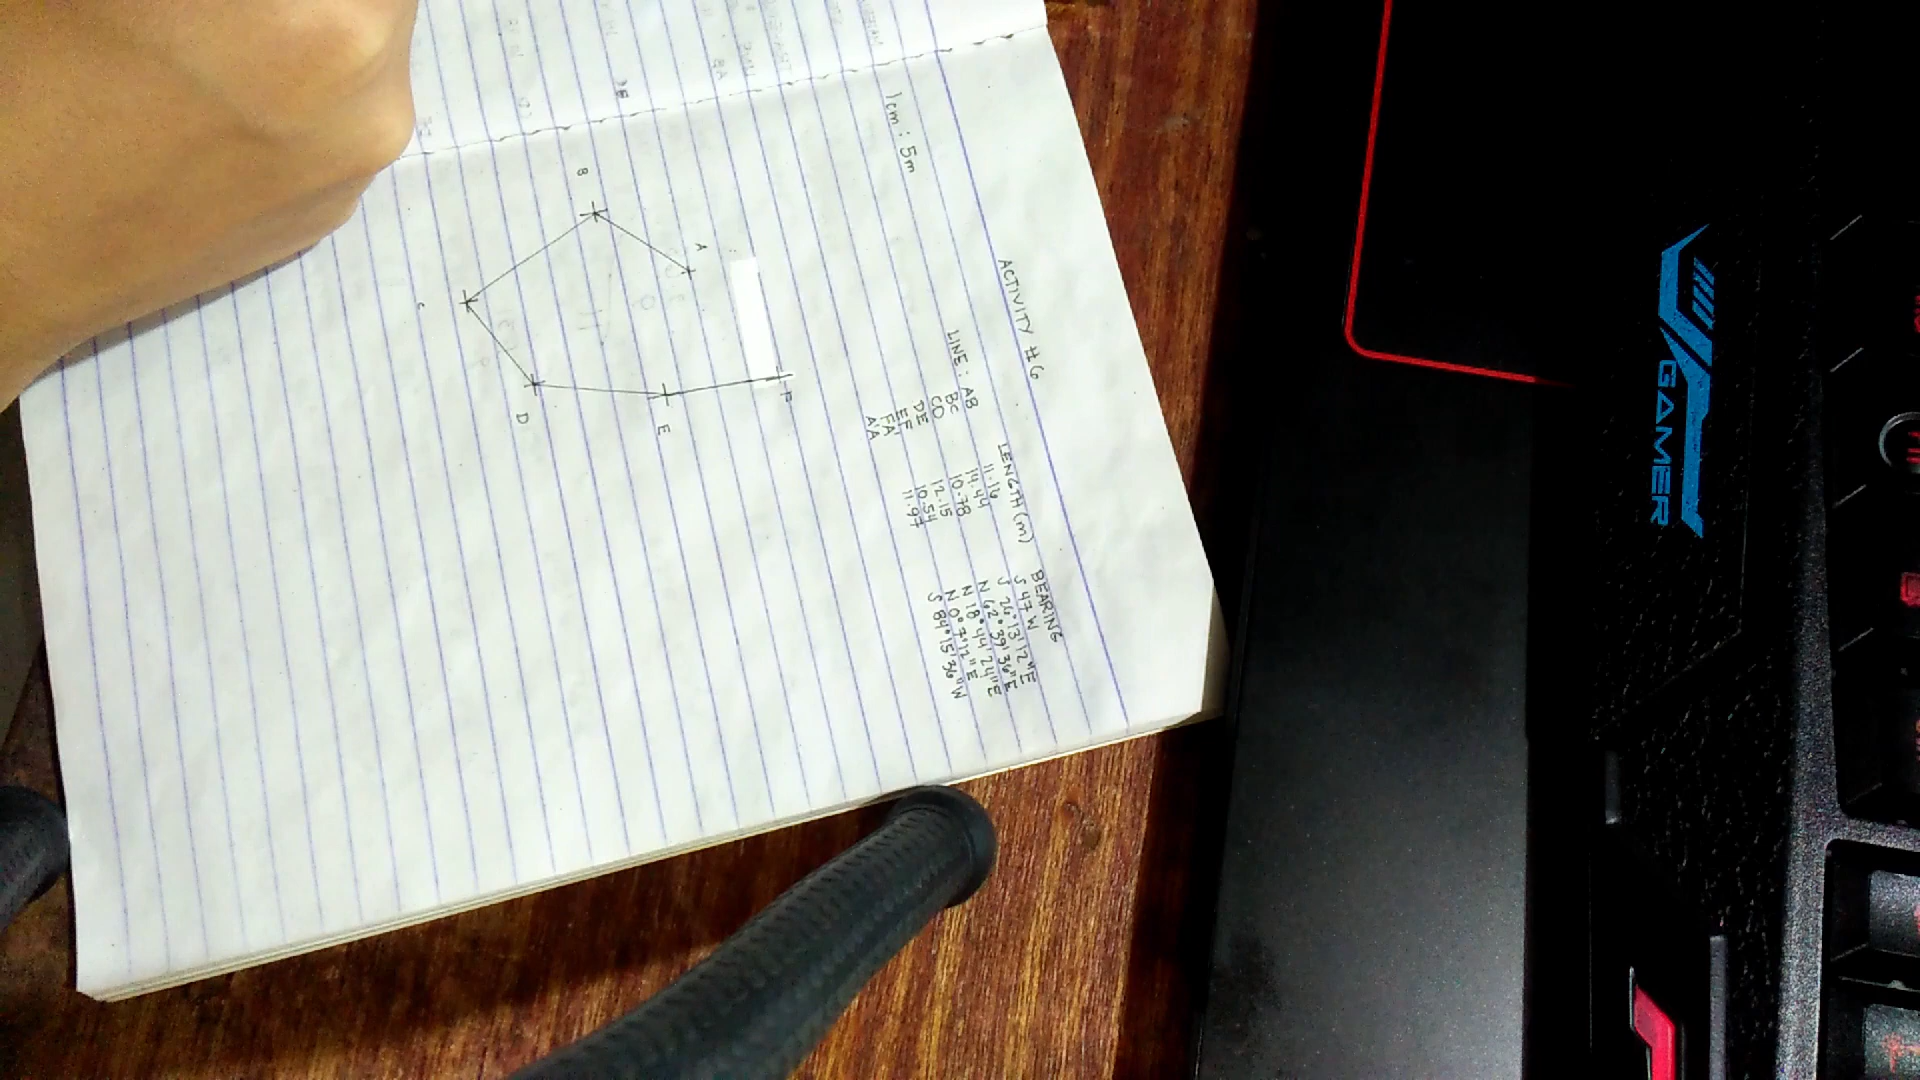 ACTIVITY #6
LINE: AB LENGTH (m) BEARING
11.16 S 47 W
BC 14.44 S 26°13'12"E
CD 10.78 N 62°39'36"E
DE 12.15 N 18°44'24"E
EF 10.54 N 0°7'12"E
FA' 11.97 S 84°15'36"W
A'A
1cm : 5m
F
A
E
B
D
C
GAMER